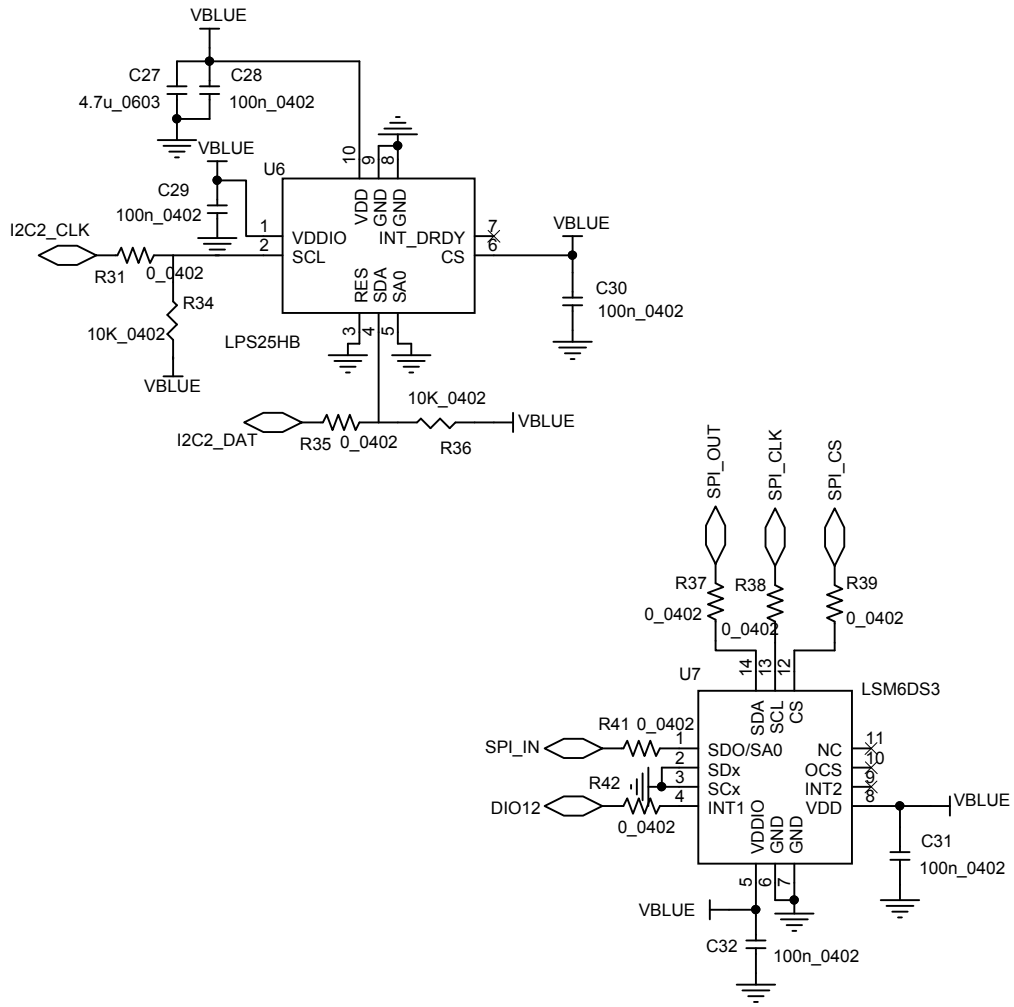 VBLUE
C27
C28
4.7u_0603
100n_0402
VBLUE
U6
10
9
8
C29
100n_0402
VDD
GND
GND
I2C2_CLK
1
2
VDDIO
SCL
INT_DRDY
CS
7
6
VBLUE
R31
0_0402
RES
SDA
SA0
C30
100n_0402
R34
10K_0402
LPS25HB
3
4
5
VBLUE
10K_0402
I2C2_DAT
R35
0_0402
R36
VBLUE
SPI_OUT
SPI_CLK
SPI_CS
R37
R38
R39
0_0402
0_0402
0_0402
U7
14
13
12
LSM6DS3
SDA
SCL
CS
R41
0_0402
SPI_IN
1
SDO/SA0
NC
11
2
SDx
OCS
10
R42
3
SCx
INT2
9
DIO12
4
INT1
VDD
8
VBLUE
0_0402
VDDIO
GND
GND
C31
100n_0402
5
6
7
VBLUE
C32
100n_0402